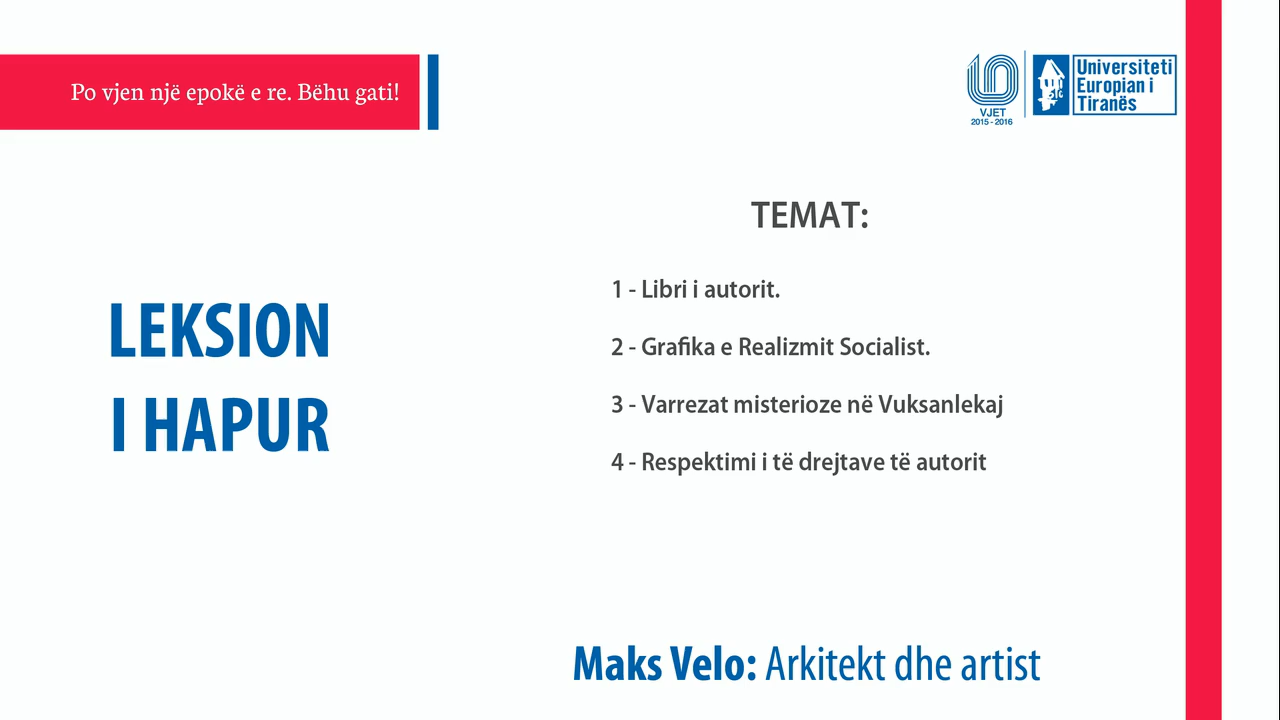 Po vjen një epokë e re. Bëhu gati!
10
VJET
2015 - 2016
Universiteti
Europian i
Tiranës
LEKSION
I HAPUR
TEMAT:
1 - Libri i autorit.
2 - Grafika e Realizmit Socialist.
3 - Varrezat misterioze në Vuksanlekaj
4 - Respektimi i të drejtave të autorit
Maks Velo: Arkitekt dhe artist